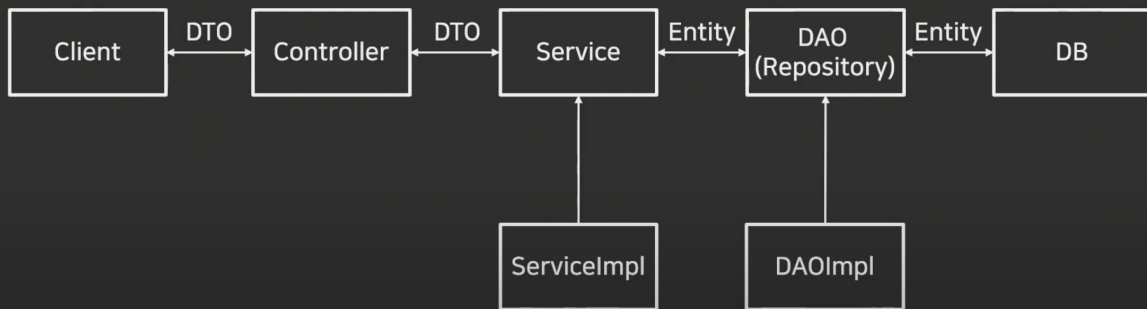 DTO
DTO
Entity
Entity
Client
Controller
Service
DAO
(Repository)
DB
ServiceImpl
DAOImpl